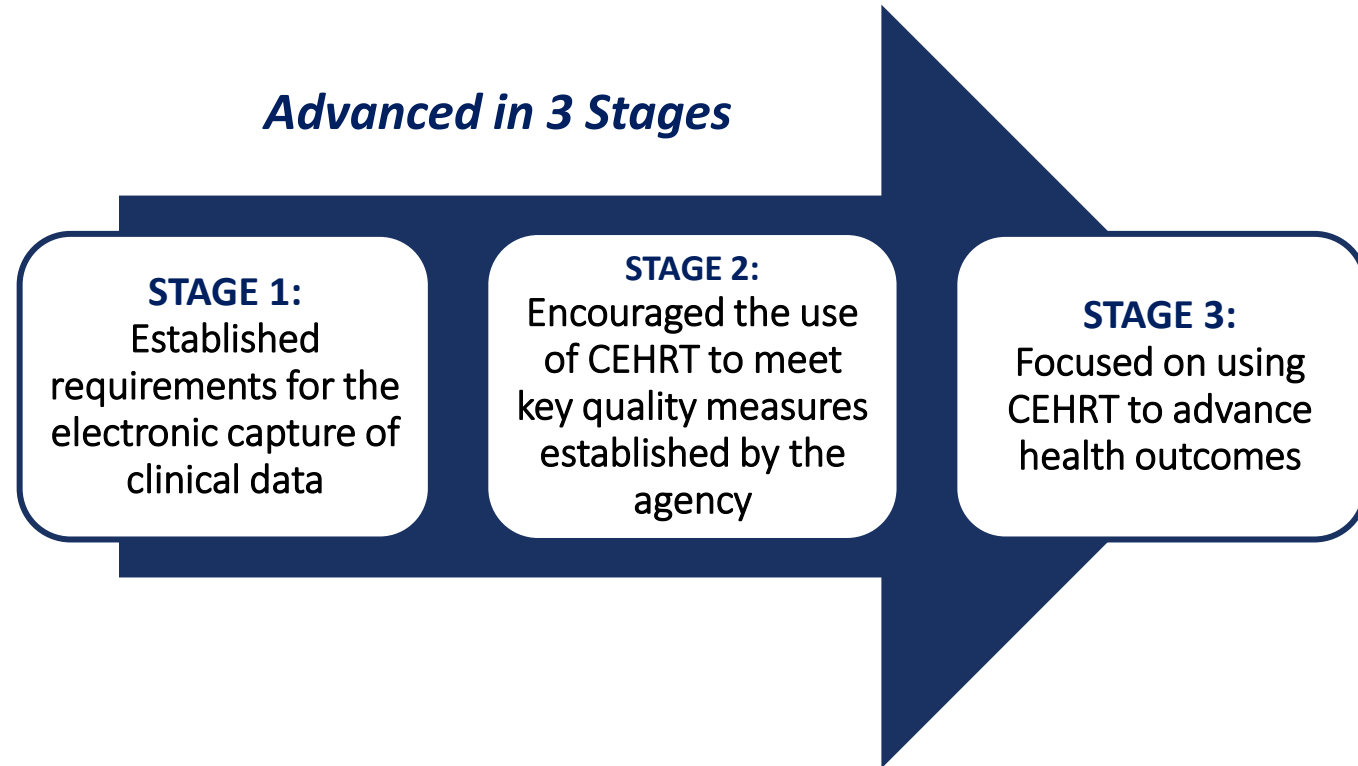 Advanced in 3 Stages
STAGE 1:
Established
requirements for the
electronic capture of
clinical data
STAGE 2:
Encouraged the use
of CEHRT to meet
key quality measures
established by the
agency
STAGE 3:
Focused on using
CEHRT to advance
health outcomes